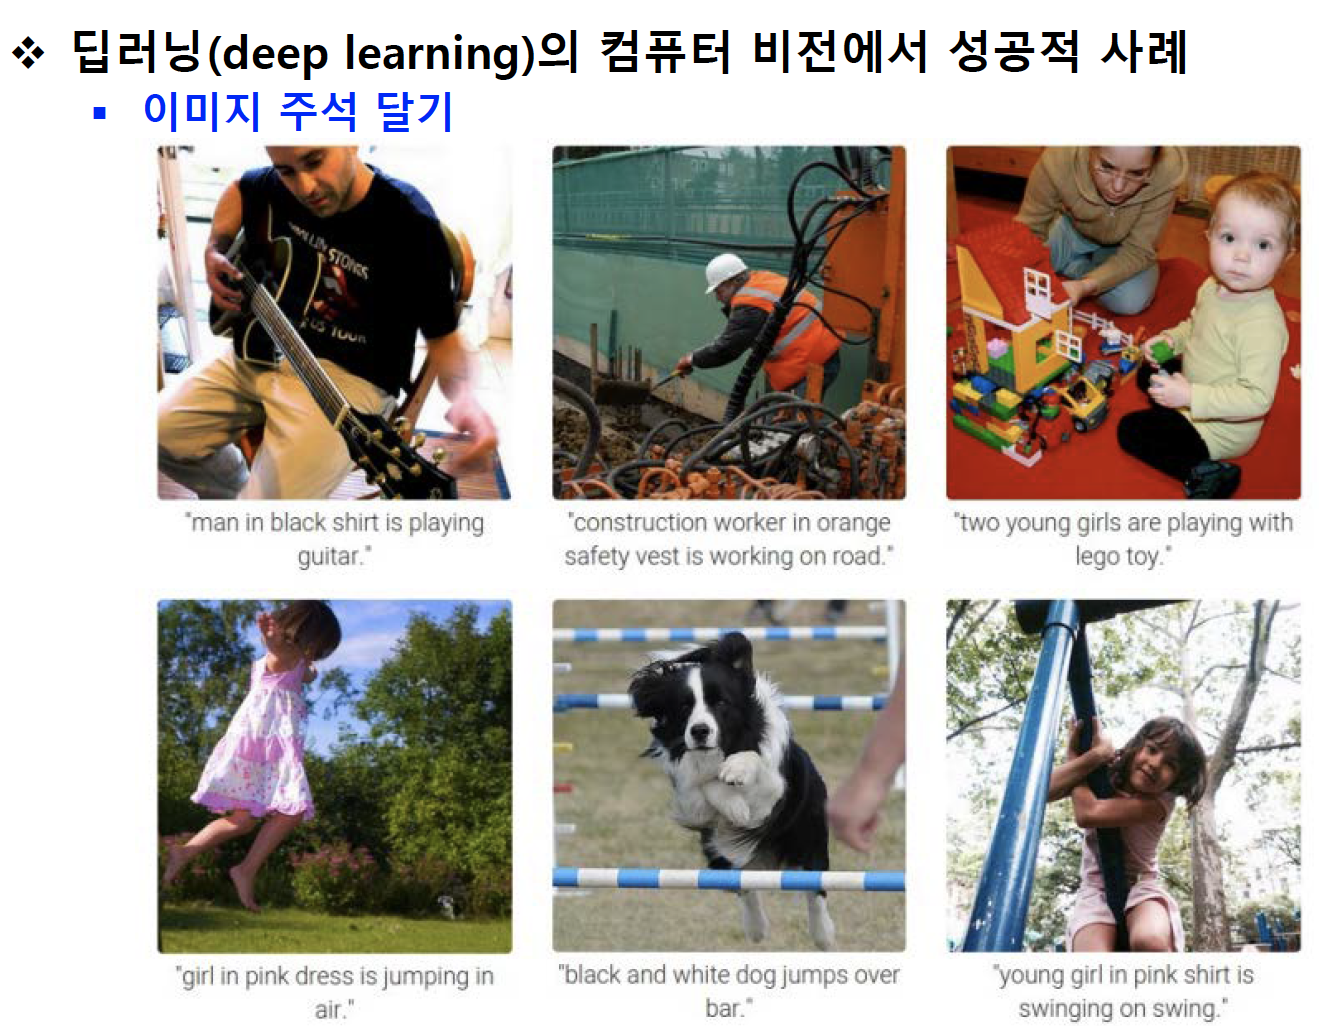 ❖ 딥러닝(deep learning)의 컴퓨터 비전에서 성공적 사례
▪ 이미지 주석 달기
STONES
US TOUR
"man in black shirt is playing
guitar."
"construction worker in orange
safety vest is working on road."
"two young girls are playing with
lego toy."
"girl in pink dress is jumping in
air."
"black and white dog jumps over
bar."
"young girl in pink shirt is
swinging on swing."